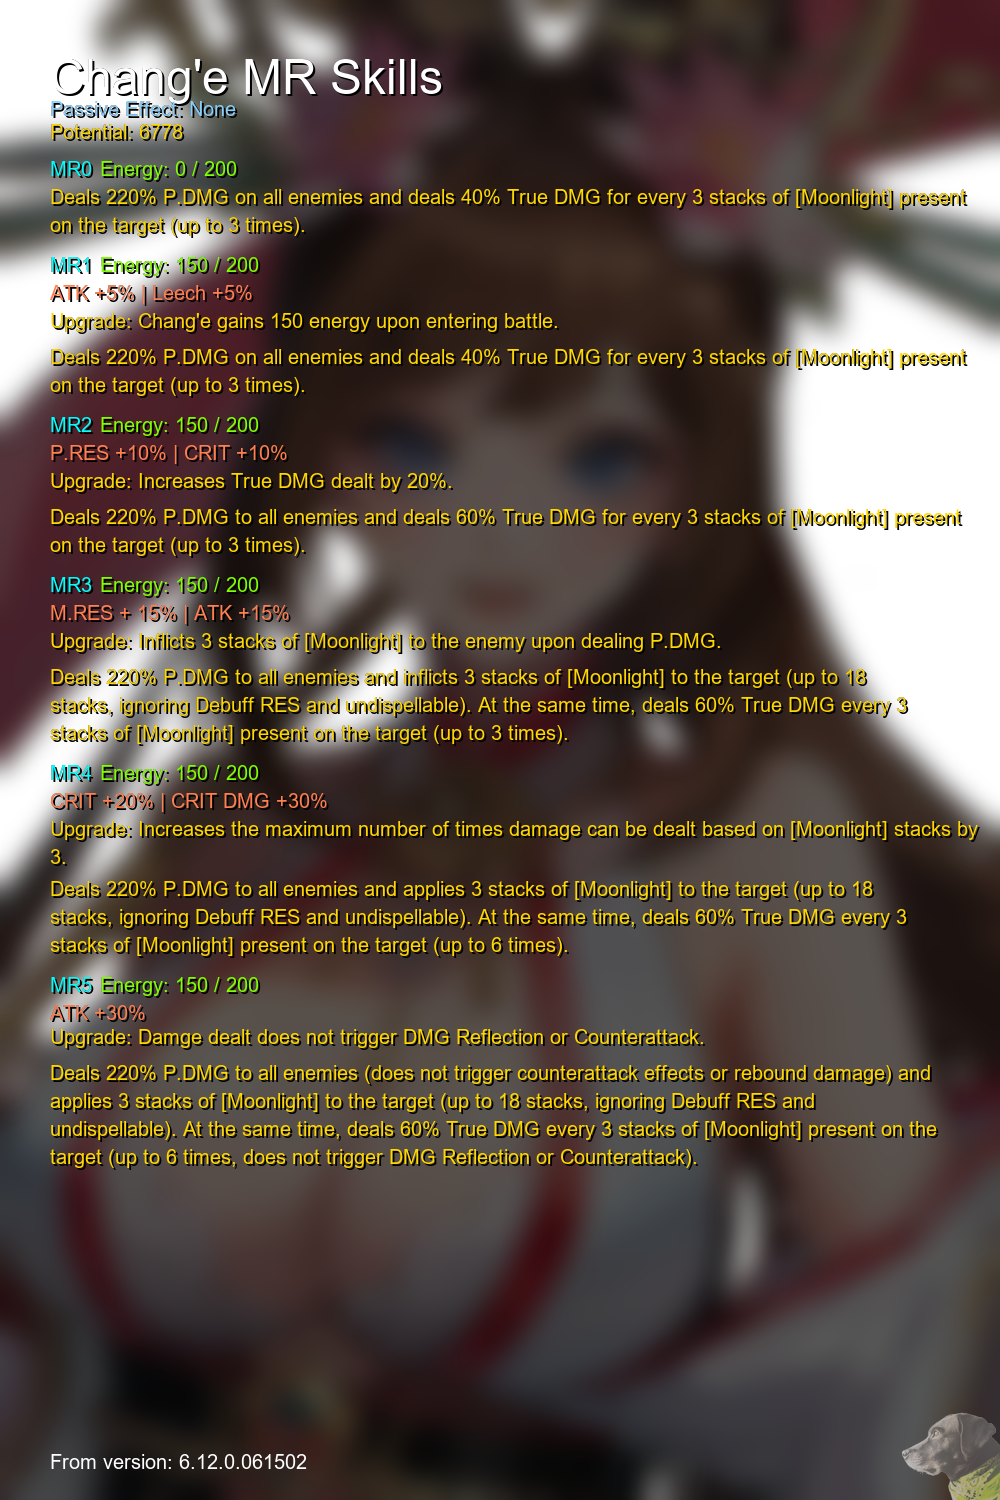 Chang'e MR Skills
Passive Effect: None
Potential: 6778
MR0 Energy: 0 / 200
Deals 220% P.DMG on all enemies and deals 40% True DMG for every 3 stacks of [Moonlight] present
on the target (up to 3 times).
MR1 Energy: 150 / 200
ATK +5% | Leech +5%
Upgrade: Chang'e gains 150 energy upon entering battle.
Deals 220% P.DMG on all enemies and deals 40% True DMG for every 3 stacks of [Moonlight] present
on the target (up to 3 times).
MR2 Energy: 150 / 200
P.RES +10% | CRIT +10%
Upgrade: Increases True DMG dealt by 20%.
Deals 220% P.DMG to all enemies and deals 60% True DMG for every 3 stacks of [Moonlight] present
on the target (up to 3 times).
MR3 Energy: 150 / 200
M.RES + 15% | ATK +15%
Upgrade: Inflicts 3 stacks of [Moonlight] to the enemy upon dealing P.DMG.
Deals 220% P.DMG to all enemies and inflicts 3 stacks of [Moonlight] to the target (up to 18
stacks, ignoring Debuff RES and undispellable). At the same time, deals 60% True DMG every 3
stacks of [Moonlight] present on the target (up to 3 times).
MR4 Energy: 150 / 200
CRIT +20% | CRIT DMG +30%
Upgrade: Increases the maximum number of times damage can be dealt based on [Moonlight] stacks by
3.
Deals 220% P.DMG to all enemies and applies 3 stacks of [Moonlight] to the target (up to 18
stacks, ignoring Debuff RES and undispellable). At the same time, deals 60% True DMG every 3
stacks of [Moonlight] present on the target (up to 6 times).
MR5 Energy: 150 / 200
ATK +30%
Upgrade: Damge dealt does not trigger DMG Reflection or Counterattack.
Deals 220% P.DMG to all enemies (does not trigger counterattack effects or rebound damage) and
applies 3 stacks of [Moonlight] to the target (up to 18 stacks, ignoring Debuff RES and
undispellable). At the same time, deals 60% True DMG every 3 stacks of [Moonlight] present on the
target (up to 6 times, does not trigger DMG Reflection or Counterattack).
From version: 6.12.0.061502